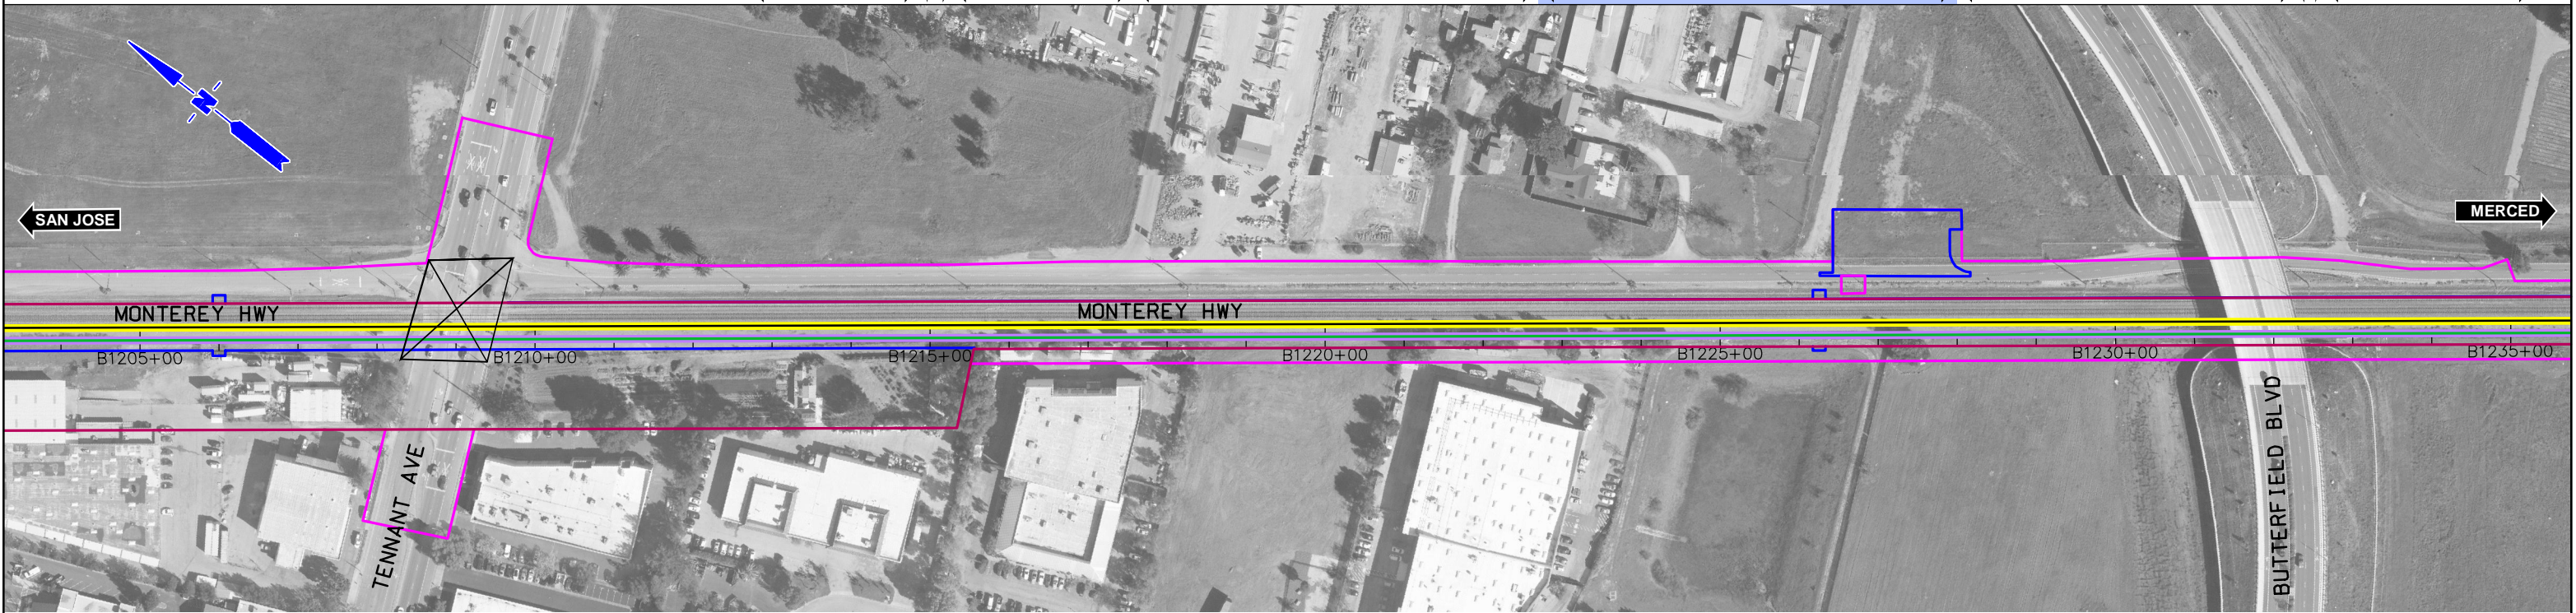 N
SAN JOSE
MERCED
MONTEREY HWY
MONTEREY HWY
B1205+00
B1210+00
B1215+00
B1220+00
B1225+00
B1230+00
B1235+00
TENNANT AVE
BUTTERFIELD BLVD